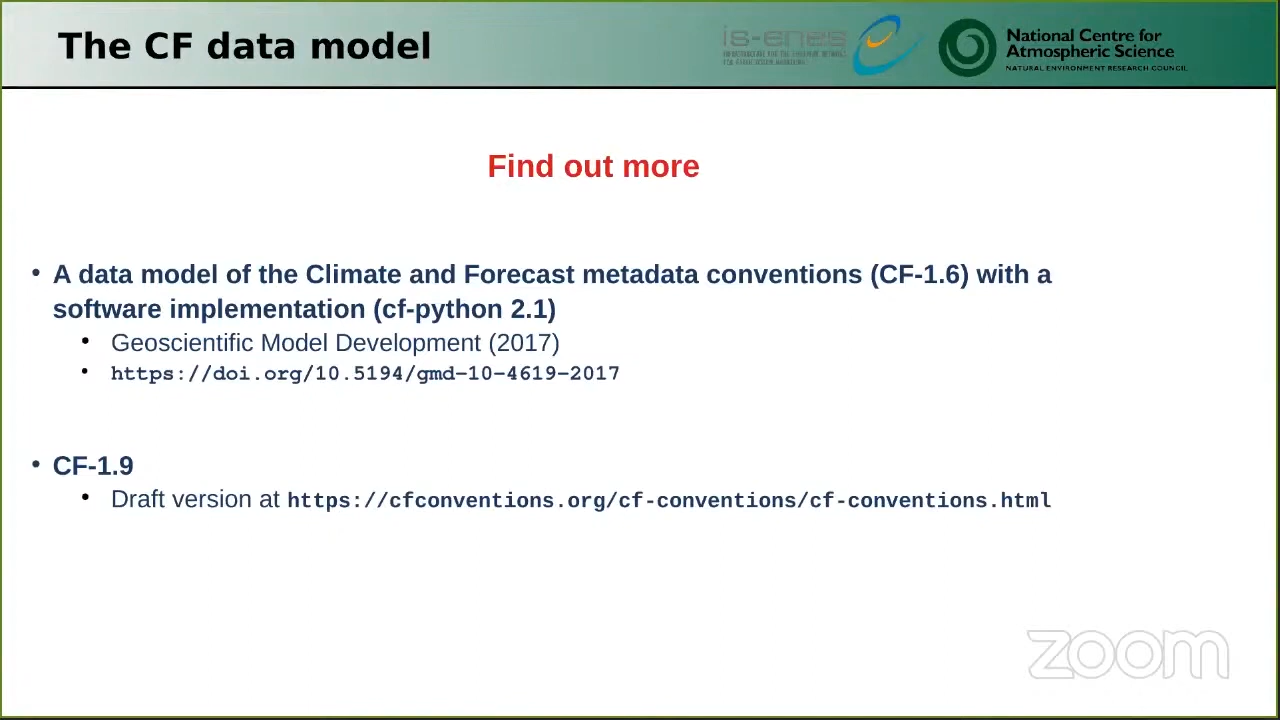 The CF data model
is-enes
National Centre for
Atmospheric Science
NATURAL ENVIRONMENT RESEARCH COUNCIL
Find out more
• A data model of the Climate and Forecast metadata conventions (CF-1.6) with a
software implementation (cf-python 2.1)
• Geoscientific Model Development (2017)
• https://doi.org/10.5194/gmd-10-4619-2017
• CF-1.9
• Draft version at https://cfconventions.org/cf-conventions/cf-conventions.html
zoom